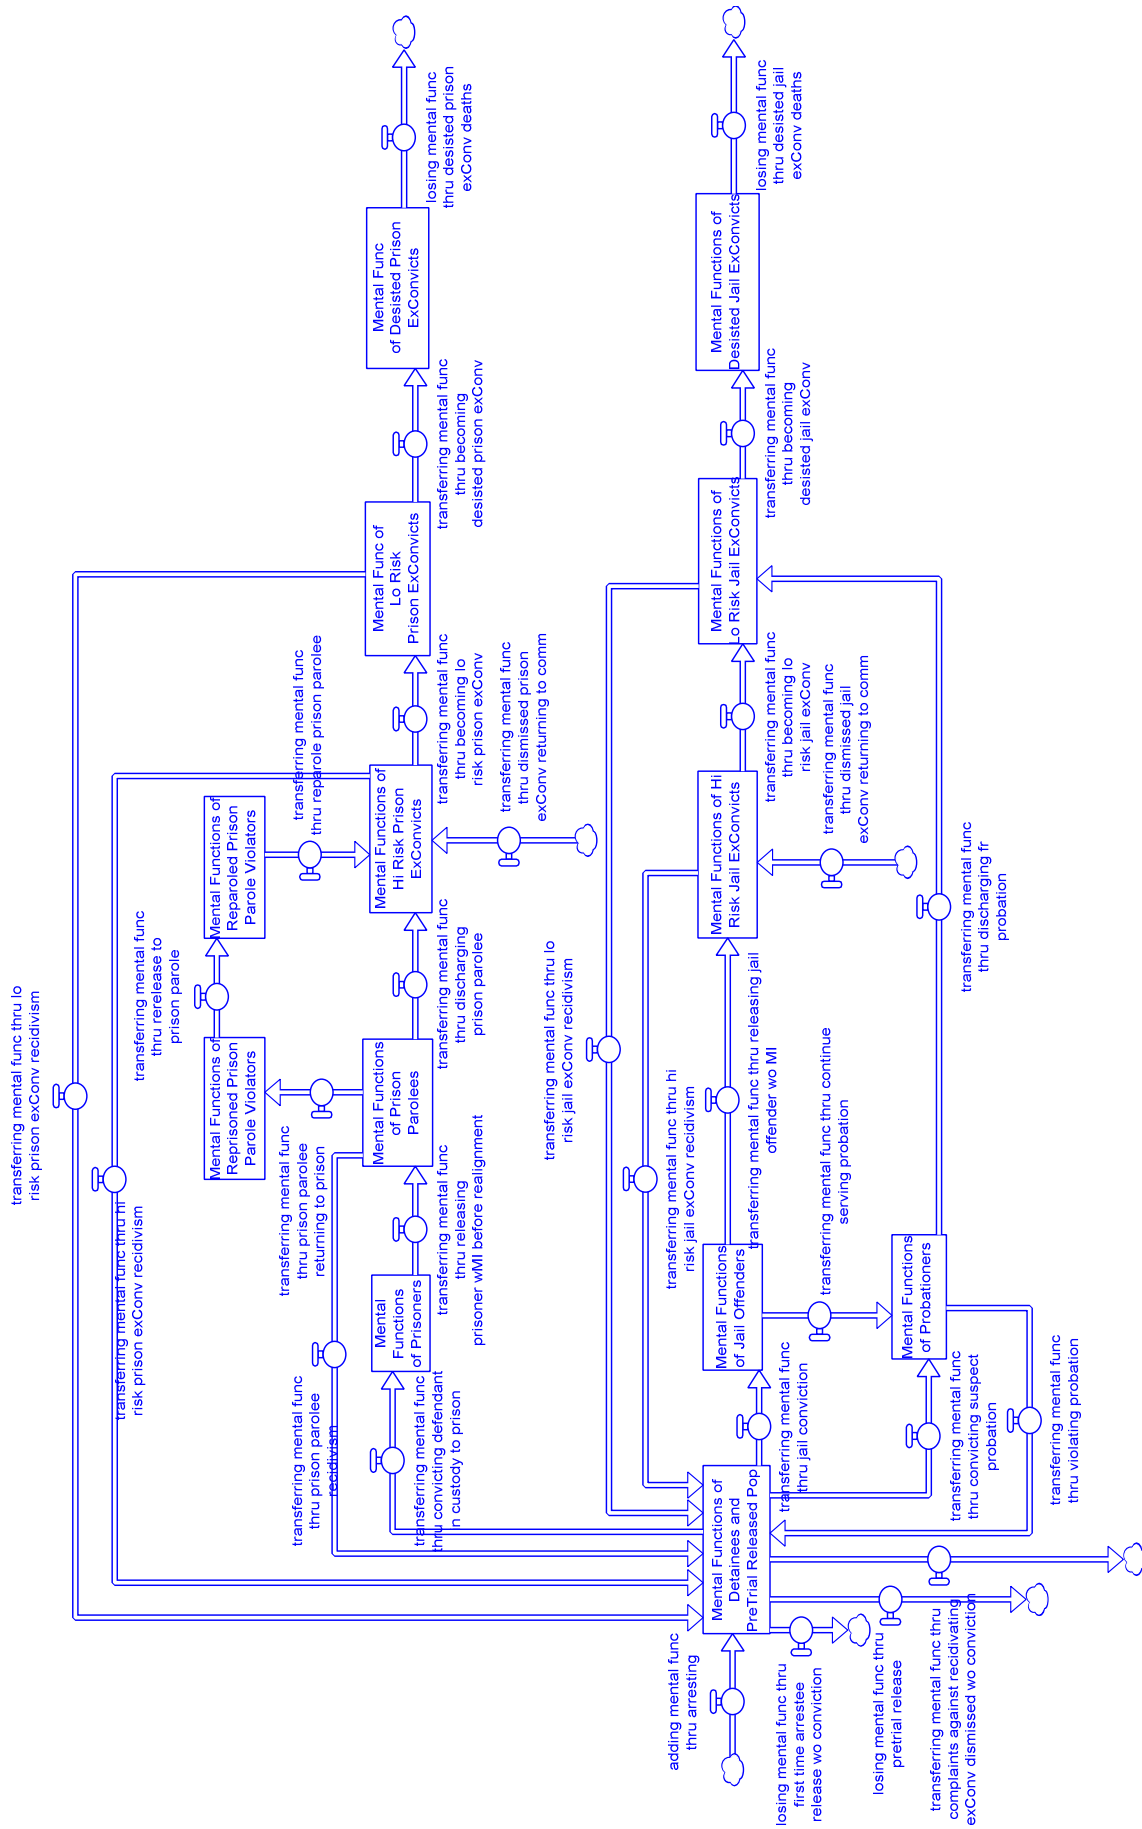 transferring mental func thru lo
risk prison exConv recidivism
transferring mental func thru hi
risk prison exConv recidivism
transferring mental func
thru rerelease to
prison parole
Mental Functions of
Reprisoned Prison
Parole Violators
Mental Functions of
Reparoled Prison
Parole Violators
transferring mental func
thru reparole prison parolee
transferring mental func
thru prison parolee
returning to prison
transferring mental func
thru prison parolee
recidivism
Mental
Functions
of Prisoners
Mental Functions
of Prison
Parolees
Mental Functions of
Hi Risk Prison
ExConvicts
Mental Func of
Lo Risk
Prison ExConvicts
Mental Func
of Desisted Prison
ExConvicts
losing mental func
thru desisted prison
exConv deaths
transferring mental func
thru convicting defendant
n custody to prison
transferring mental func
thru releasing
prisoner wMI before realignment
transferring mental func
thru discharging
prison parolee
transferring mental func
thru becoming lo
risk prison exConv
transferring mental func
thru becoming
desisted prison exConv
transferring mental func
thru dismissed prison
exConv returning to comm
transferring mental func thru lo
risk jail exConv recidivism
transferring mental func thru hi
risk jail exConv recidivism
adding mental func
thru arresting
Mental Functions of
Detainees and
PreTrial Released Pop
Mental Functions
of Jail Offenders
Mental Functions of Hi
Risk Jail ExConvicts
Mental Functions of
Lo Risk Jail ExConvicts
Mental Functions of
Desisted Jail ExConvicts
losing mental func
thru desisted jail
exConv deaths
transferring mental func
thru jail conviction
transferring mental func thru releasing jail
offender wo MI
transferring mental func
thru becoming lo
risk jail exConv
transferring mental func
thru becoming
desisted jail exConv
losing mental func thru
first time arrestee
release wo conviction
transferring mental func thru continue
serving probation
transferring mental func
thru dismissed jail
exConv returning to comm
losing mental func thru
pretrial release
Mental Functions
of Probationers
transferring mental func thru
complaints against recidivating
exConv dismissed wo conviction
transferring mental func
thru convicting suspect
probation
transferring mental func
thru discharging fr
probation
transferring mental func
thru violating probation